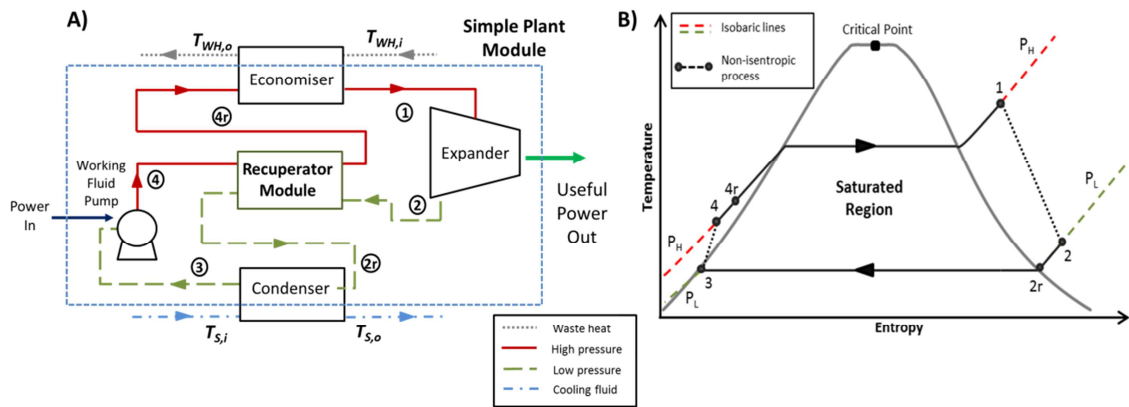 A)
Simple Plant
Module
T_WH,o
T_WH,i
Economiser
4r
1
Working
Fluid
Pump
4
Recuperator
Module
Expander
Useful
Power
Out
2
Power
In
3
2r
Condenser
T_S,i
T_S,o
Waste heat
High pressure
Low pressure
Cooling fluid
B)
Isobaric lines
Non-isentropic
process
Critical Point
P_H
1
P_L
Temperature
Saturated
Region
4r
4
P_H
2
3
2r
P_L
Entropy